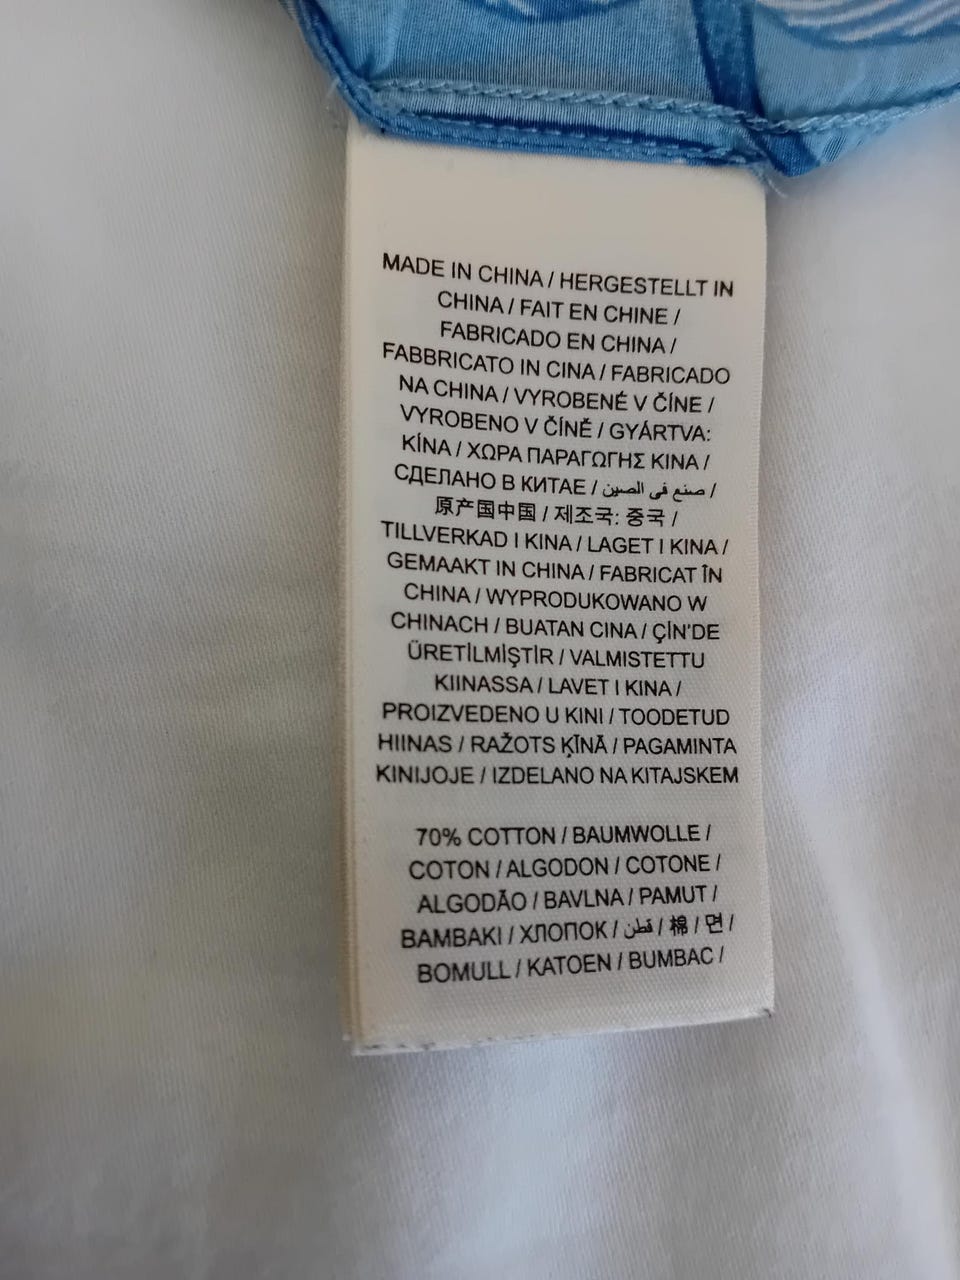 MADE IN CHINA / HERGESTELLT IN
CHINA / FAIT EN CHINE /
FABRICADO EN CHINA /
FABBRICATO IN CINA / FABRICADO
NA CHINA / VYROBENÉ V ČÍNE /
VYROBENO V ČÍNĚ / GYÁRTVA:
KÍNA / ΧΩΡΑ ΠΑΡΑΓΩΓΗΣ ΚΙΝΑ /
СДЕЛАНО В КИТАЕ / صنع في الصين /
原产国中国 / 제조국: 중국 /
TILLVERKAD I KINA / LAGET I KINA /
GEMAAKT IN CHINA / FABRICAT ÎN
CHINA / WYPRODUKOWANO W
CHINACH / BUATAN CINA / ÇİN'DE
ÜRETİLMİŞTİR / VALMISTETTU
KIINASSA / LAVET I KINA /
PROIZVEDENO U KINI / TOODETUD
HIINAS / RAŽOTS ĶĪNĀ / PAGAMINTA
KINIJOJE / IZDELANO NA KITAJSKEM
70% COTTON / BAUMWOLLE /
COTON / ALGODON / COTONE /
ALGODÃO / BAVLNA / PAMUT /
BAMBAKI / ХЛОПОК / قطن / 棉 / 면 /
BOMULL / KATOEN / BUMBAC /